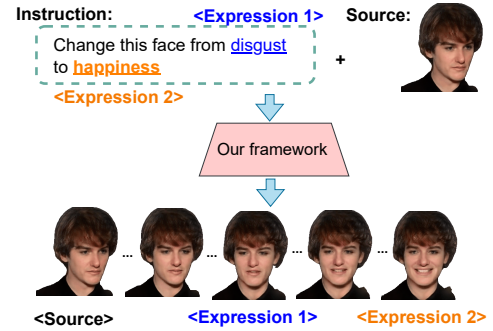 Instruction:
<Expression 1>
Source:
Change this face from disgust
to happiness
+
<Expression 2>
Our framework
... ... ... ...
<Source>
<Expression 1>
<Expression 2>